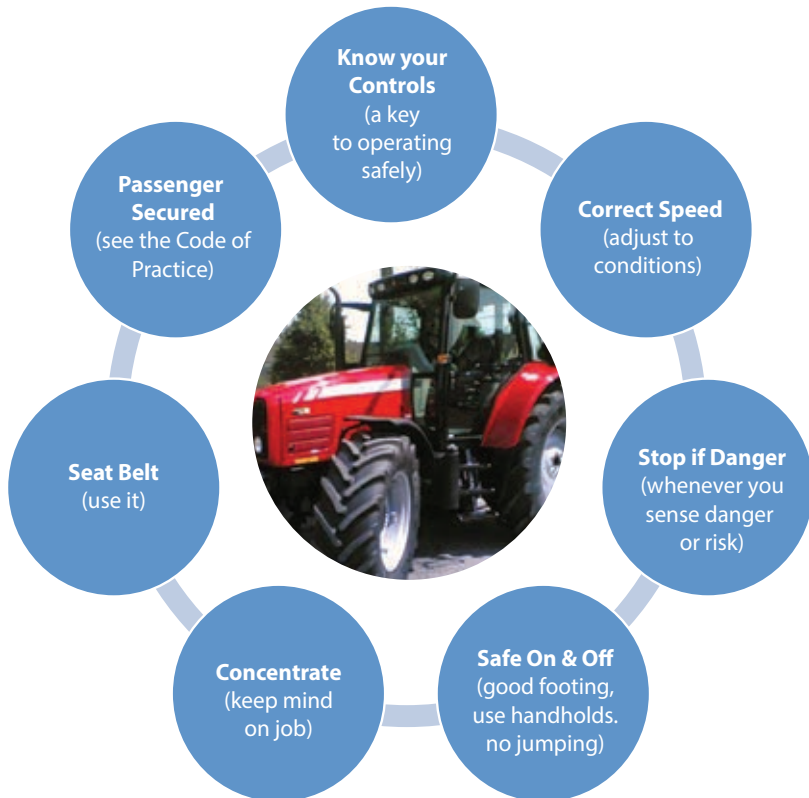 Know your
Controls
(a key
to operating
safely)
Correct Speed
(adjust to
conditions)
Stop if Danger
(whenever you
sense danger
or risk)
Safe On & Off
(good footing,
use handholds.
no jumping)
Concentrate
(keep mind
on job)
Seat Belt
(use it)
Passenger
Secured
(see the Code of
Practice)